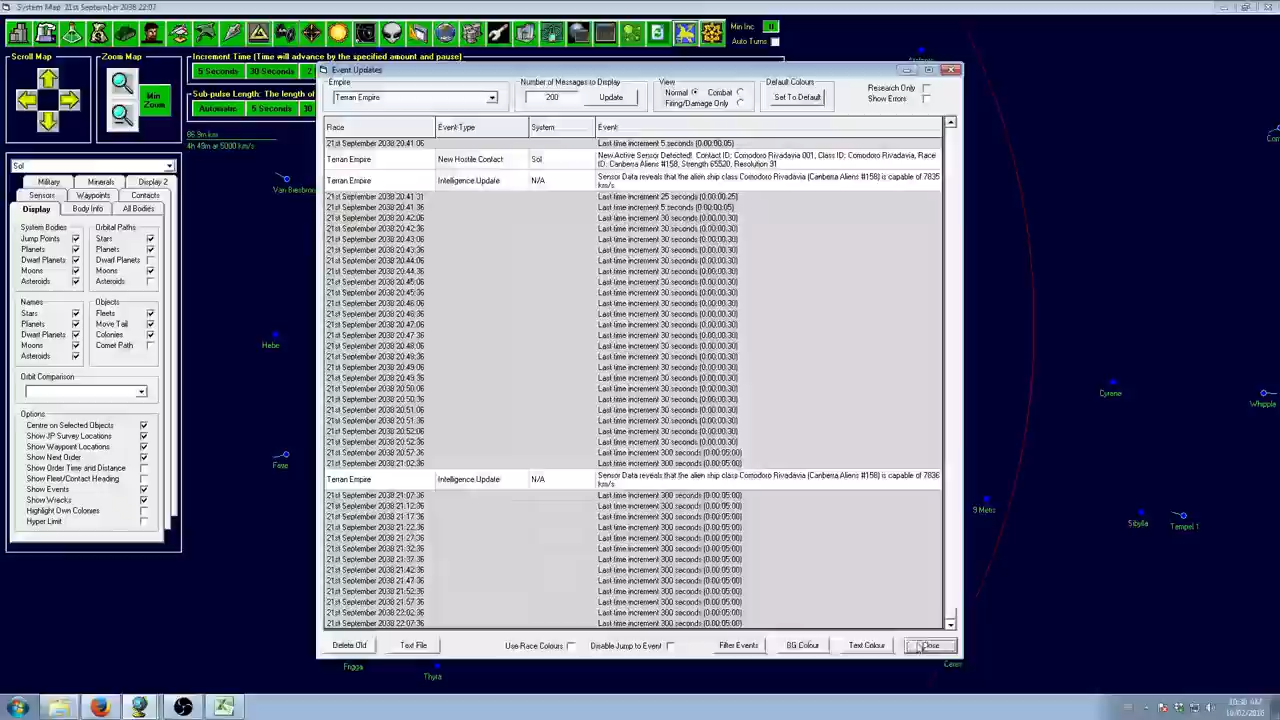 System Map  21st September 2038 22:07
Min Inc
Auto Turns
Scroll Map
Zoom Map
Min Zoom
Increment Time (Time will advance by the specified amount and pause)
5 Seconds
30 Seconds
Sub-pulse Length: The length of
Automatic
5 Seconds
30
66.9m km
4h 49m at 5000 km/s
Sol
Military
Minerals
Display 2
Sensors
Waypoints
Contacts
Display
Body Info
All Bodies
System Bodies
Orbital Paths
Jump Points
Stars
Planets
Planets
Dwarf Planets
Dwarf Planets
Moons
Moons
Asteroids
Asteroids
Names
Objects
Stars
Fleets
Planets
Move Tail
Dwarf Planets
Colonies
Moons
Comet Path
Asteroids
Orbit Comparison
Options
Centre on Selected Objects
Show JP Survey Locations
Show Waypoint Locations
Show Next Order
Show Order Time and Distance
Show Fleet/Contact Heading
Show Events
Show Wrecks
Highlight Own Colonies
Hyper Limit
Hebe
Frigga
Thyra
Cyrene
Whipple
9 Metis
Sibylla
Tempel 1
Event Updates
Empire
Terran Empire
Number of Messages to Display
200
Update
View
Normal
Combat
Firing/Damage Only
Default Colours
Set To Default
Research Only
Show Errors
Race
Event Type
System
Event
21st September 2038 20:41:06 Last time increment 5 seconds (0:00:00:05)
Terran Empire New Hostile Contact Sol New Active Sensor Detected!  Contact ID: Comodoro Rivadavia 001, Class ID: Comodoro Rivadavia, Race
ID: Canberra Aliens #158, Strength 65520, Resolution 91
Terran Empire Intelligence Update N/A Sensor Data reveals that the alien ship class Comodoro Rivadavia (Canberra Aliens #158) is capable of 7835
km/s
21st September 2038 20:41:31 Last time increment 25 seconds (0:00:00:25)
21st September 2038 20:41:36 Last time increment 5 seconds (0:00:00:05)
21st September 2038 20:42:06 Last time increment 30 seconds (0:00:00:30)
21st September 2038 20:42:36 Last time increment 30 seconds (0:00:00:30)
21st September 2038 20:43:06 Last time increment 30 seconds (0:00:00:30)
21st September 2038 20:43:36 Last time increment 30 seconds (0:00:00:30)
21st September 2038 20:44:06 Last time increment 30 seconds (0:00:00:30)
21st September 2038 20:44:36 Last time increment 30 seconds (0:00:00:30)
21st September 2038 20:45:06 Last time increment 30 seconds (0:00:00:30)
21st September 2038 20:45:36 Last time increment 30 seconds (0:00:00:30)
21st September 2038 20:46:06 Last time increment 30 seconds (0:00:00:30)
21st September 2038 20:46:36 Last time increment 30 seconds (0:00:00:30)
21st September 2038 20:47:06 Last time increment 30 seconds (0:00:00:30)
21st September 2038 20:47:36 Last time increment 30 seconds (0:00:00:30)
21st September 2038 20:48:06 Last time increment 30 seconds (0:00:00:30)
21st September 2038 20:48:36 Last time increment 30 seconds (0:00:00:30)
21st September 2038 20:49:06 Last time increment 30 seconds (0:00:00:30)
21st September 2038 20:49:36 Last time increment 30 seconds (0:00:00:30)
21st September 2038 20:50:06 Last time increment 30 seconds (0:00:00:30)
21st September 2038 20:50:36 Last time increment 30 seconds (0:00:00:30)
21st September 2038 20:51:06 Last time increment 30 seconds (0:00:00:30)
21st September 2038 20:51:36 Last time increment 30 seconds (0:00:00:30)
21st September 2038 20:52:06 Last time increment 30 seconds (0:00:00:30)
21st September 2038 20:52:36 Last time increment 30 seconds (0:00:00:30)
21st September 2038 20:57:36 Last time increment 300 seconds (0:00:05:00)
21st September 2038 21:02:36 Last time increment 300 seconds (0:00:05:00)
Terran Empire Intelligence Update N/A Sensor Data reveals that the alien ship class Comodoro Rivadavia (Canberra Aliens #158) is capable of 7836
km/s
21st September 2038 21:07:36 Last time increment 300 seconds (0:00:05:00)
21st September 2038 21:12:36 Last time increment 300 seconds (0:00:05:00)
21st September 2038 21:17:36 Last time increment 300 seconds (0:00:05:00)
21st September 2038 21:22:36 Last time increment 300 seconds (0:00:05:00)
21st September 2038 21:27:36 Last time increment 300 seconds (0:00:05:00)
21st September 2038 21:32:36 Last time increment 300 seconds (0:00:05:00)
21st September 2038 21:37:36 Last time increment 300 seconds (0:00:05:00)
21st September 2038 21:42:36 Last time increment 300 seconds (0:00:05:00)
21st September 2038 21:47:36 Last time increment 300 seconds (0:00:05:00)
21st September 2038 21:52:36 Last time increment 300 seconds (0:00:05:00)
21st September 2038 21:57:36 Last time increment 300 seconds (0:00:05:00)
21st September 2038 22:02:36 Last time increment 300 seconds (0:00:05:00)
21st September 2038 22:07:36 Last time increment 300 seconds (0:00:05:00)
Delete Old
Text File
Use Race Colours
Disable Jump to Event
Filter Events
BG Colour
Text Colour
Close